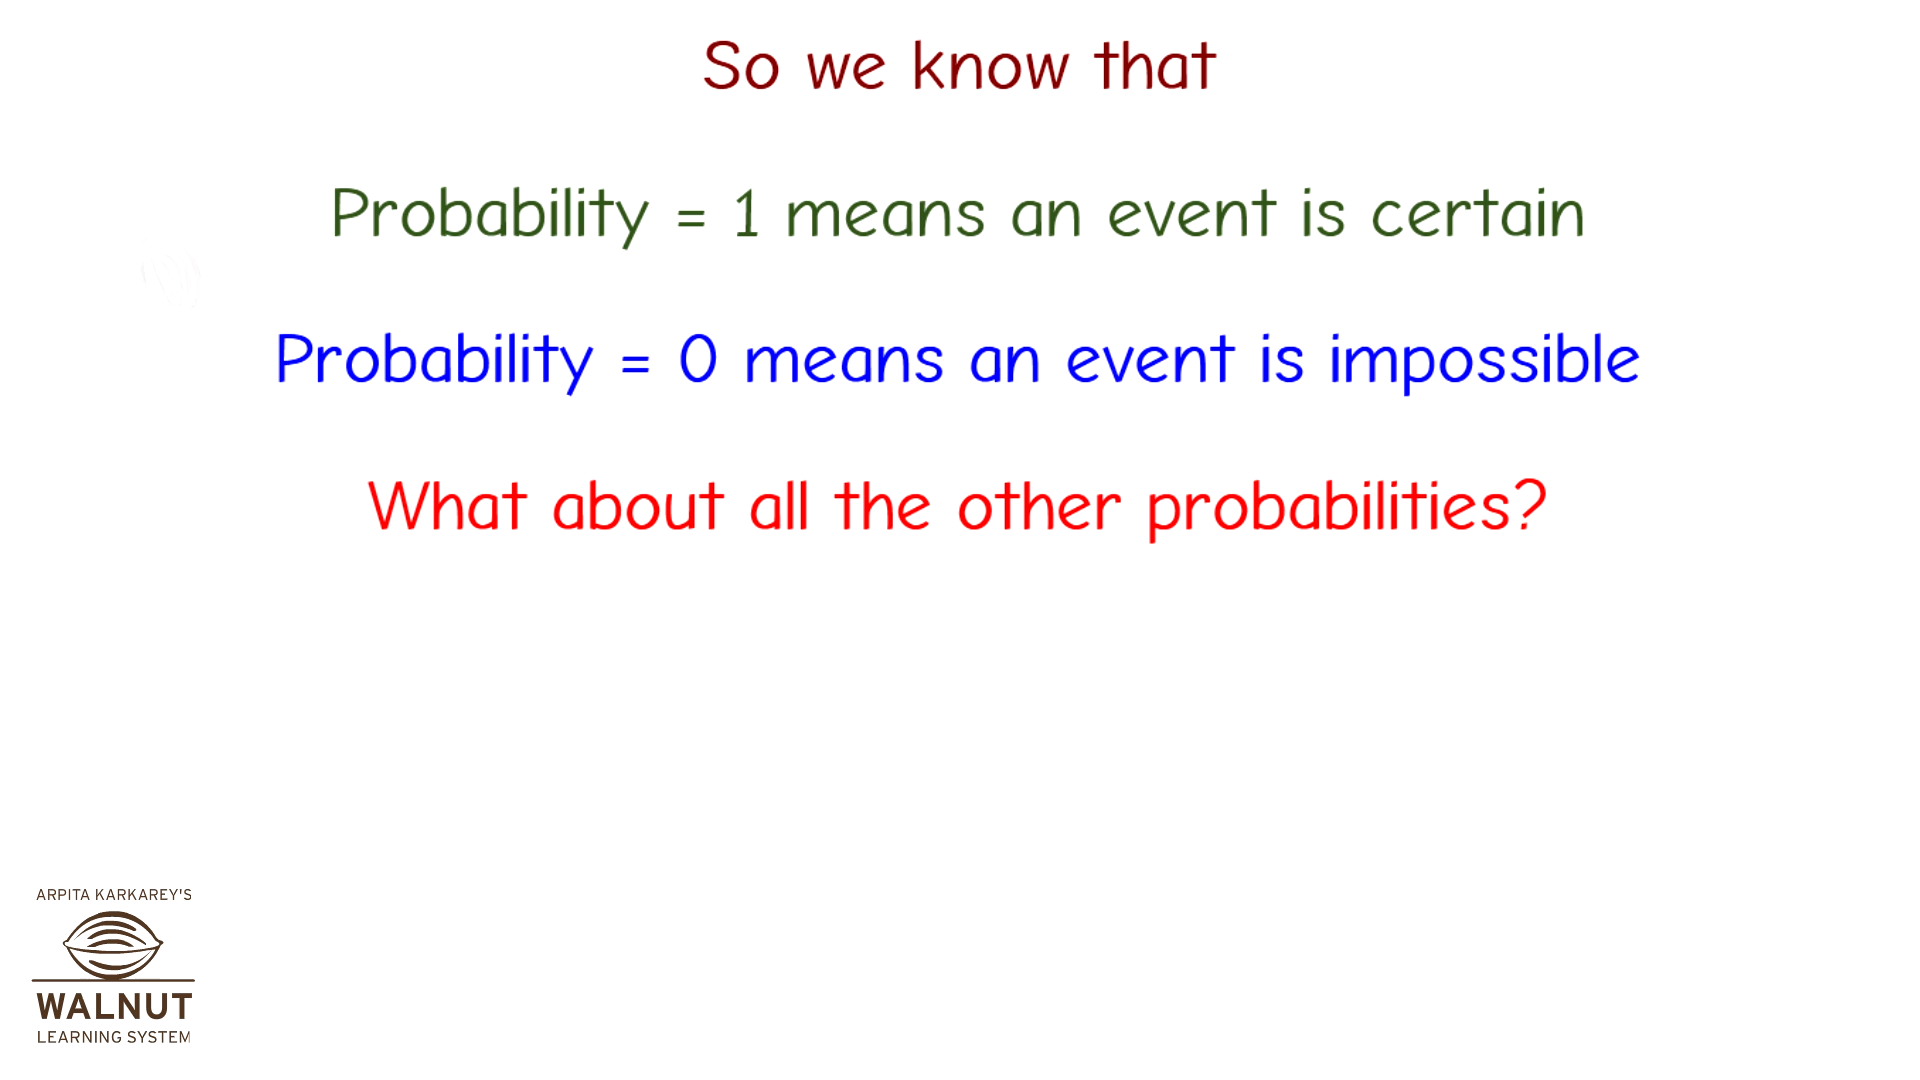 So we know that
Probability = 1 means an event is certain
Probability = 0 means an event is impossible
What about all the other probabilities?
ARPITA KARKAREY'S
WALNUT
LEARNING SYSTEM